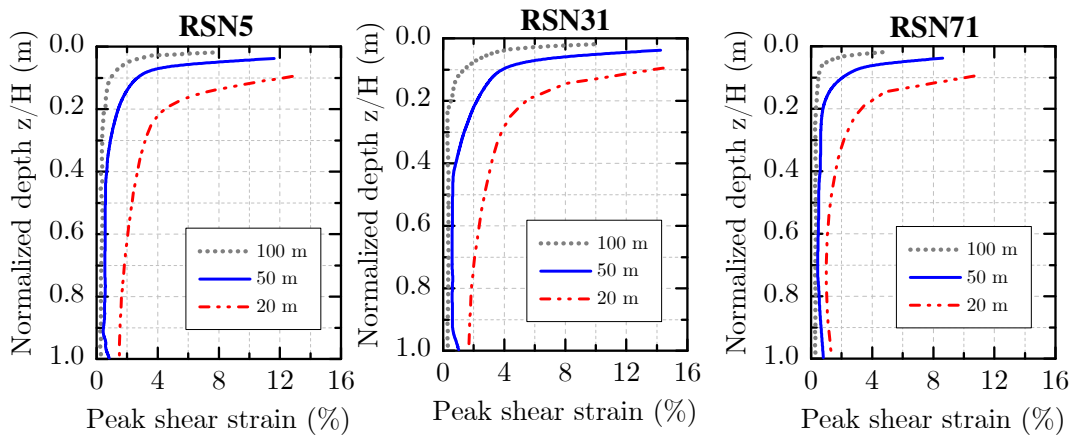 RSN5
Normalized depth z/H (m)
0.0
0.2
0.4
0.6
0.8
1.0
0 4 8 12 16
Peak shear strain (%)
100 m
50 m
20 m
RSN31
Normalized depth z/H (m)
0.0
0.2
0.4
0.6
0.8
1.0
0 4 8 12 16
Peak shear strain (%)
100 m
50 m
20 m
RSN71
Normalized depth z/H (m)
0.0
0.2
0.4
0.6
0.8
1.0
0 4 8 12 16
Peak shear strain (%)
100 m
50 m
20 m